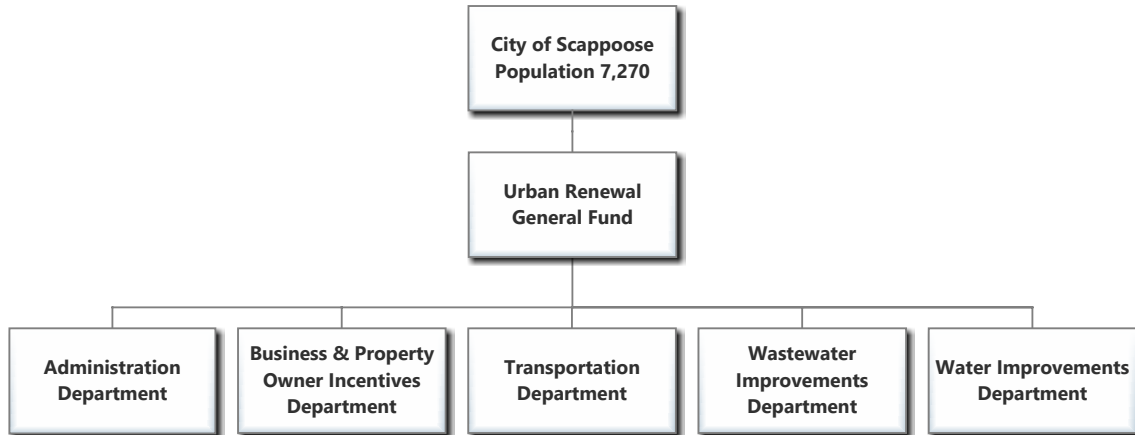 City of Scappoose
Population 7,270
Urban Renewal
General Fund
Administration
Department
Business & Property
Owner Incentives
Department
Transportation
Department
Wastewater
Improvements
Department
Water Improvements
Department